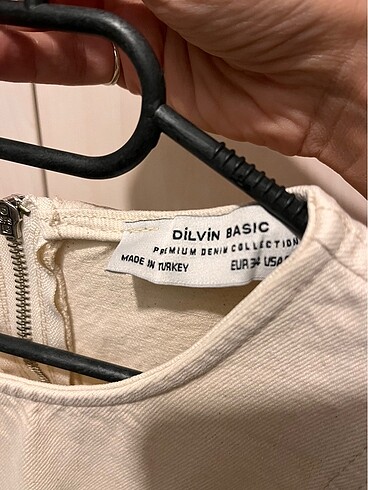 DİLVİN BASIC
PREMIUM DENIM COLLECTION
MADE IN TURKEY EUR 34